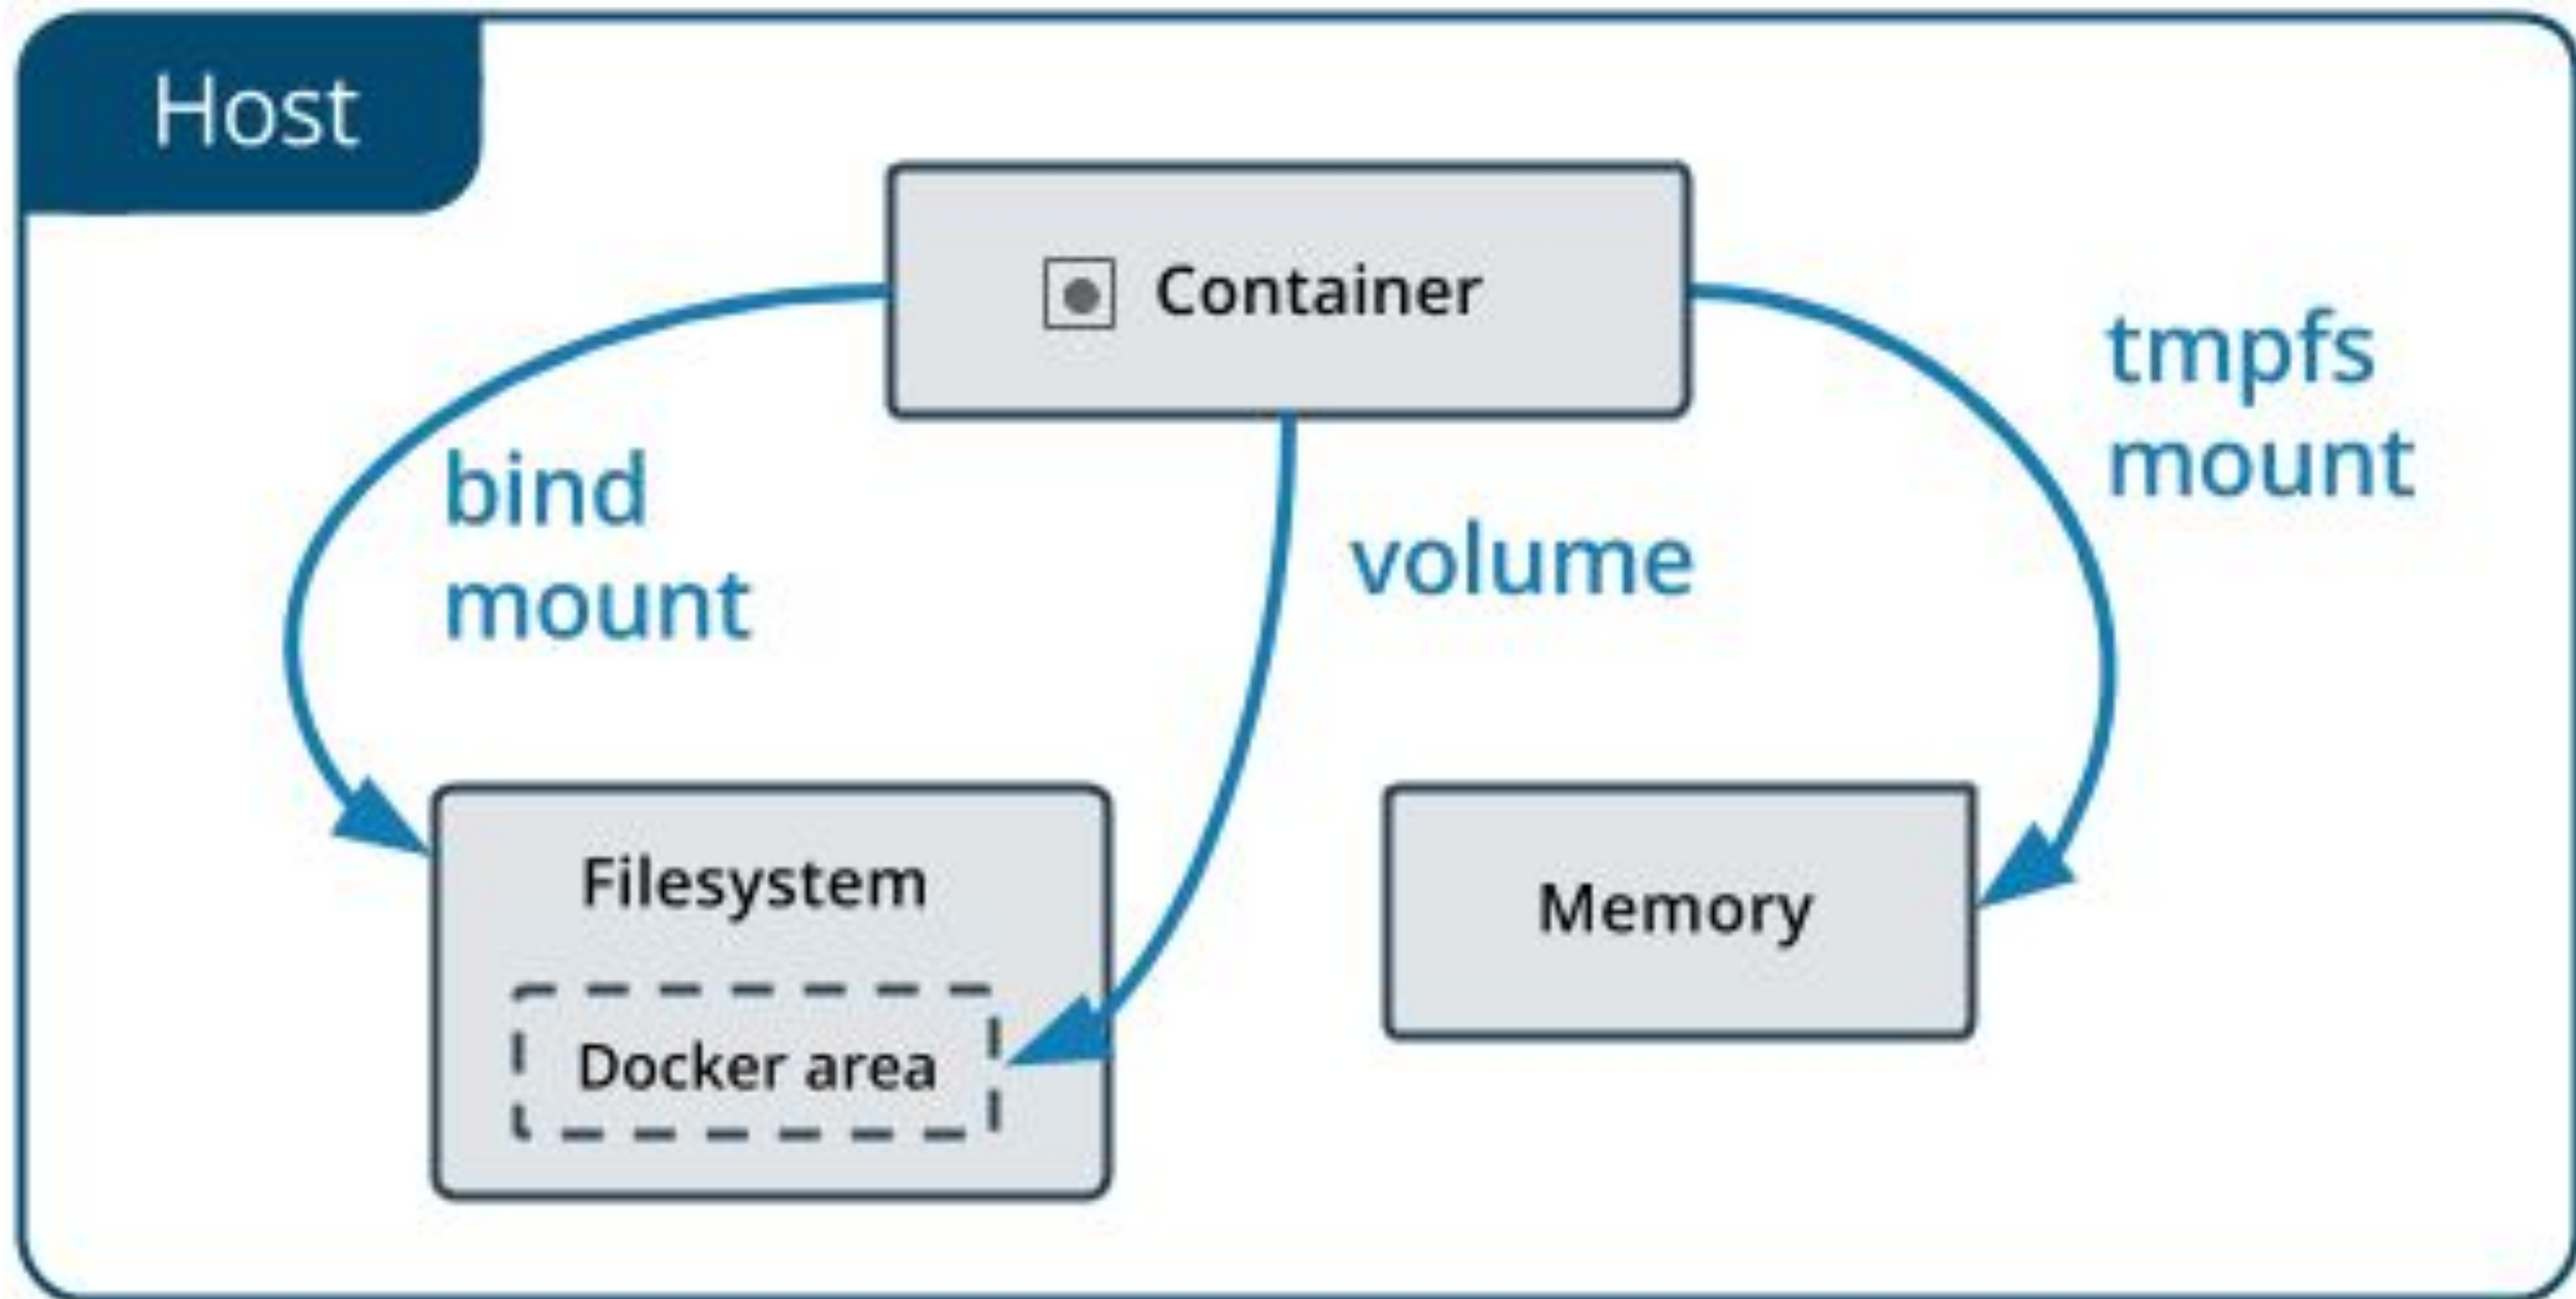 Host
Container
tmpfs
mount
bind
mount
volume
Filesystem
Memory
Docker area